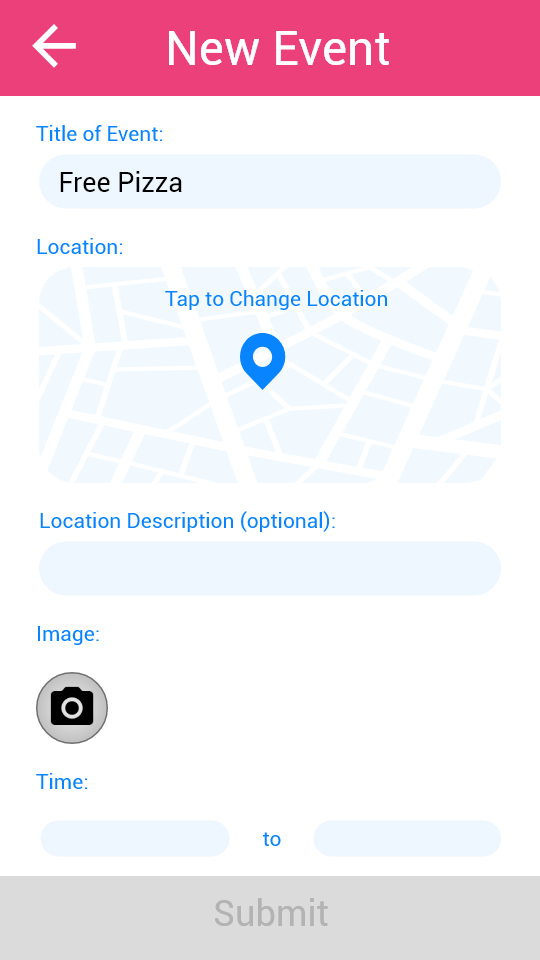 New Event
Title of Event:
Free Pizza
Location:
Tap to Change Location
Location Description (optional):
Image:
Time:
to
Submit